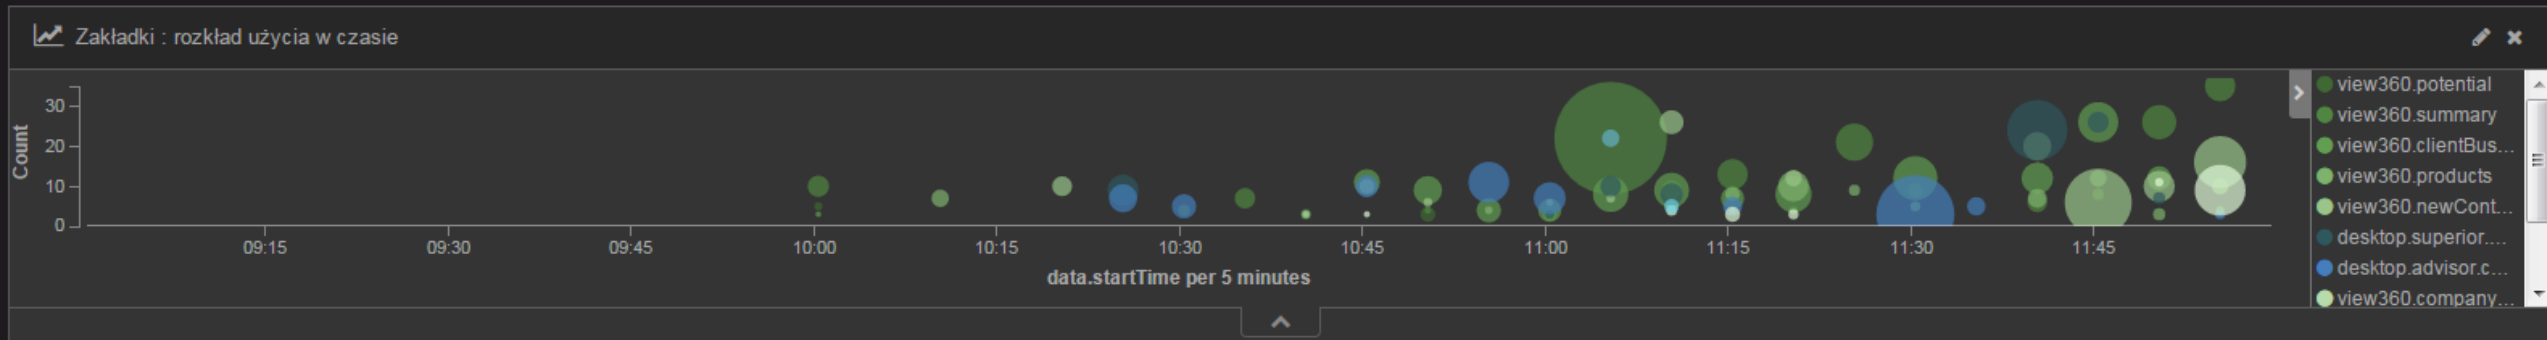 Zakładki : rozkład użycia w czasie
Count
30
20
10
0
09:15 09:30 09:45 10:00 10:15 10:30 10:45 11:00 11:15 11:30 11:45
data.startTime per 5 minutes
view360.potential
view360.summary
view360.clientBus...
view360.products
view360.newCont...
desktop.superior....
desktop.advisor.c...
view360.company...